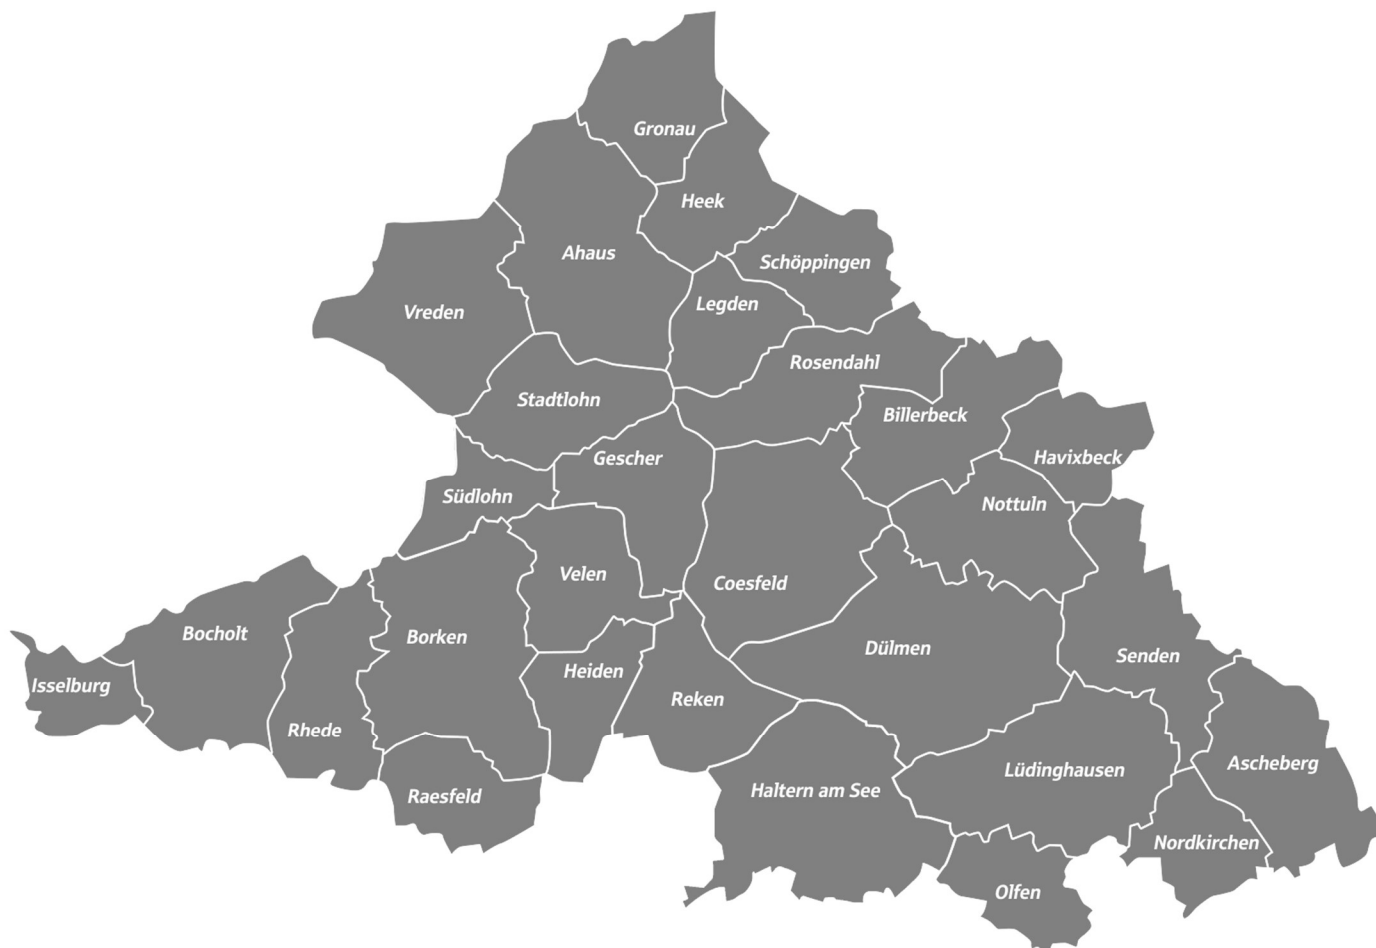 Gronau
Heek
Ahaus
Schöppingen
Legden
Vreden
Rosendahl
Stadtlohn
Billerbeck
Gescher
Havixbeck
Südlohn
Nottuln
Velen
Coesfeld
Bocholt
Borken
Dülmen
Senden
Heiden
Isselburg
Reken
Rhede
Ascheberg
Lüdinghausen
Haltern am See
Raesfeld
Nordkirchen
Olfen